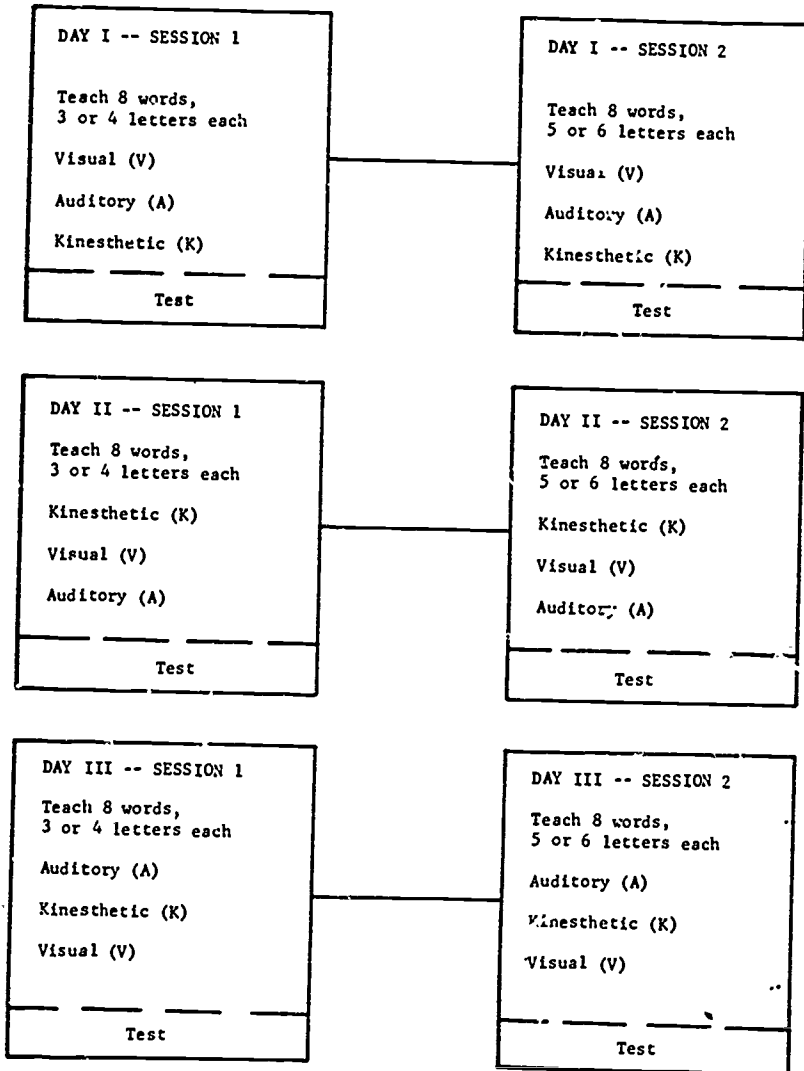 DAY I -- SESSION 1
Teach 8 words,
3 or 4 letters each
Visual (V)
Auditory (A)
Kinesthetic (K)
Test
DAY I -- SESSION 2
Teach 8 words,
5 or 6 letters each
Visual (V)
Auditory (A)
Kinesthetic (K)
Test
DAY II -- SESSION 1
Teach 8 words,
3 or 4 letters each
Kinesthetic (K)
Visual (V)
Auditory (A)
Test
DAY II -- SESSION 2
Teach 8 words,
5 or 6 letters each
Kinesthetic (K)
Visual (V)
Auditory (A)
Test
DAY III -- SESSION 1
Teach 8 words,
3 or 4 letters each
Auditory (A)
Kinesthetic (K)
Visual (V)
Test
DAY III -- SESSION 2
Teach 8 words,
5 or 6 letters each
Auditory (A)
Kinesthetic (K)
Visual (V)
Test